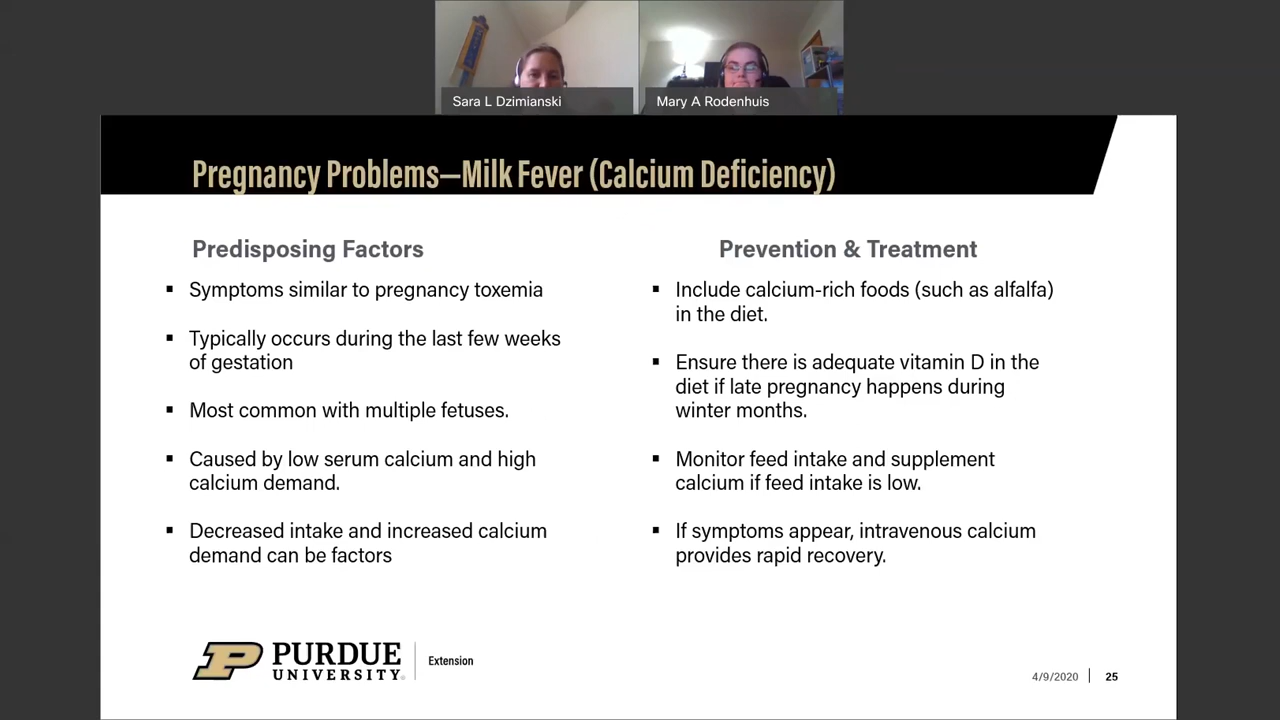 Sara L Dzimianski
Mary A Rodenhuis
Pregnancy Problems—Milk Fever (Calcium Deficiency)
Predisposing Factors
▪ Symptoms similar to pregnancy toxemia
▪ Typically occurs during the last few weeks
of gestation
▪ Most common with multiple fetuses.
▪ Caused by low serum calcium and high
calcium demand.
▪ Decreased intake and increased calcium
demand can be factors
Prevention & Treatment
▪ Include calcium-rich foods (such as alfalfa)
in the diet.
▪ Ensure there is adequate vitamin D in the
diet if late pregnancy happens during
winter months.
▪ Monitor feed intake and supplement
calcium if feed intake is low.
▪ If symptoms appear, intravenous calcium
provides rapid recovery.
P PURDUE
UNIVERSITY®
Extension
4/9/2020 | 25